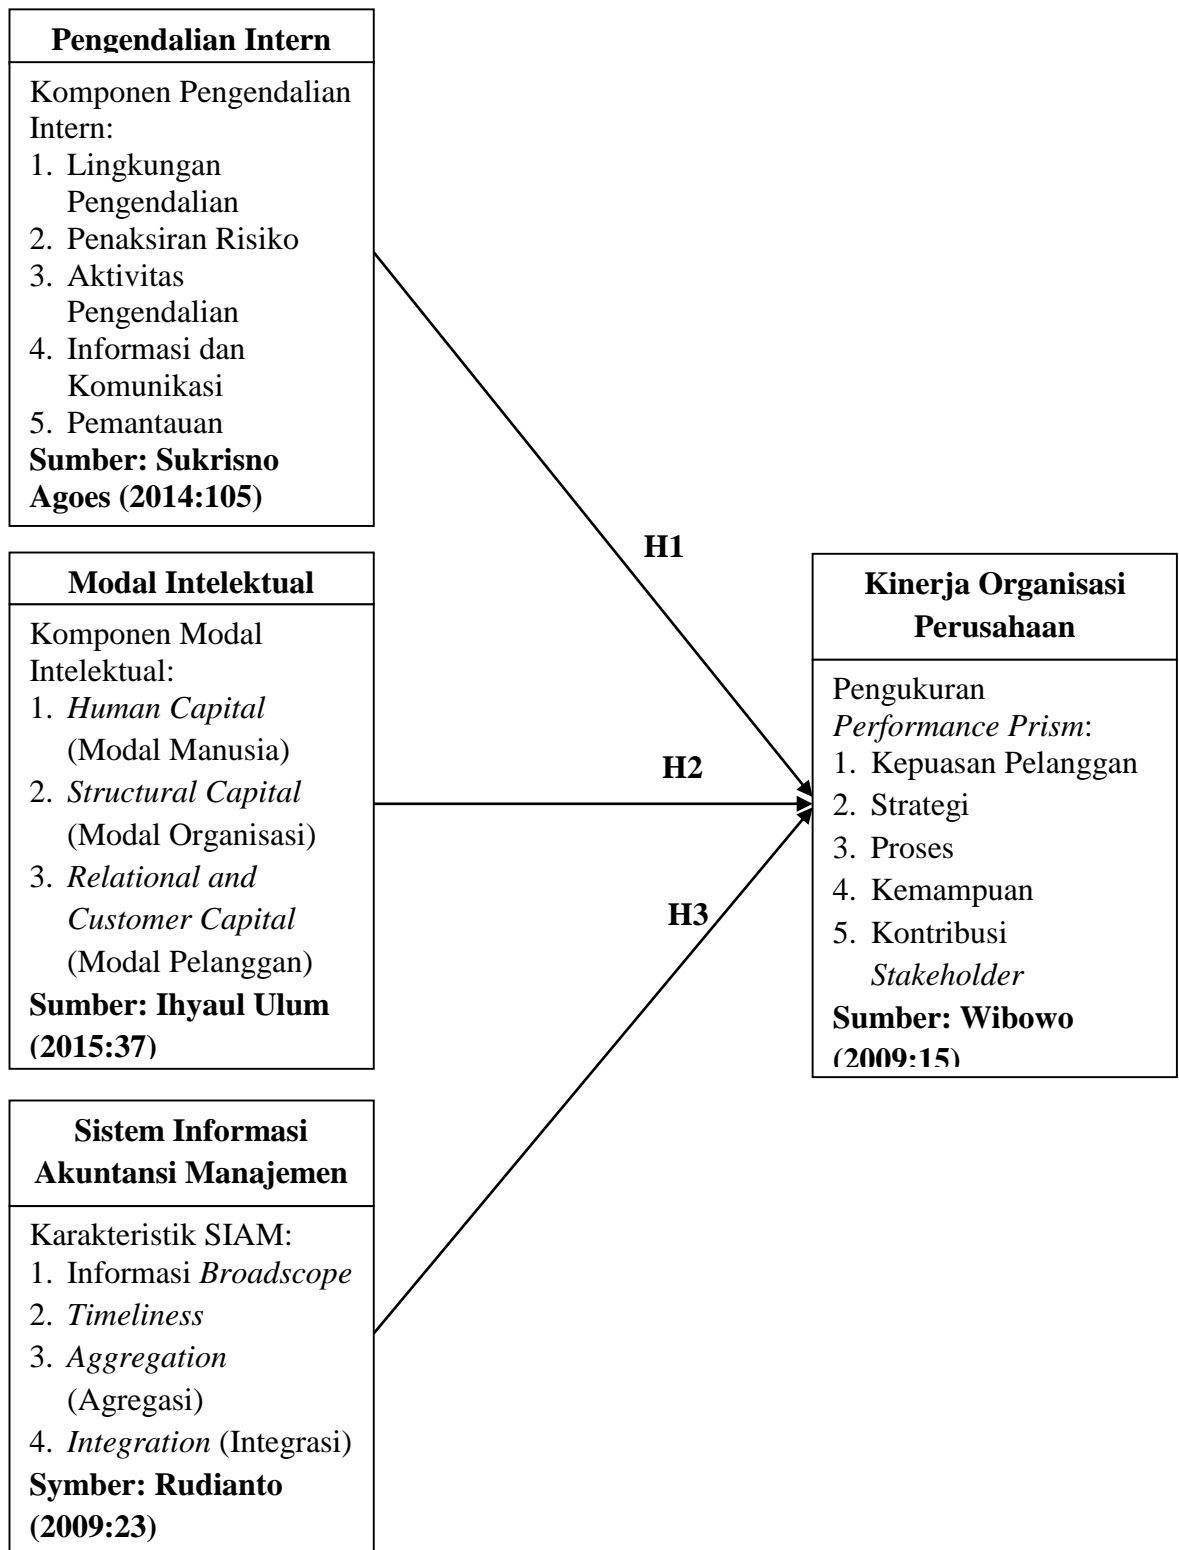 Pengendalian Intern
Komponen Pengendalian
Intern:
1. Lingkungan
Pengendalian
2. Penaksiran Risiko
3. Aktivitas
Pengendalian
4. Informasi dan
Komunikasi
5. Pemantauan
Sumber: Sukrisno
Agoes (2014:105)
Modal Intelektual
Komponen Modal
Intelektual:
1. Human Capital
(Modal Manusia)
2. Structural Capital
(Modal Organisasi)
3. Relational and
Customer Capital
(Modal Pelanggan)
Sumber: Ihyaul Ulum
(2015:37)
Sistem Informasi
Akuntansi Manajemen
Karakteristik SIAM:
1. Informasi Broadscope
2. Timeliness
3. Aggregation
(Agregasi)
4. Integration (Integrasi)
Symber: Rudianto
(2009:23)
H1
H2
H3
Kinerja Organisasi
Perusahaan
Pengukuran
Performance Prism:
1. Kepuasan Pelanggan
2. Strategi
3. Proses
4. Kemampuan
5. Kontribusi
Stakeholder
Sumber: Wibowo
(2009:15)